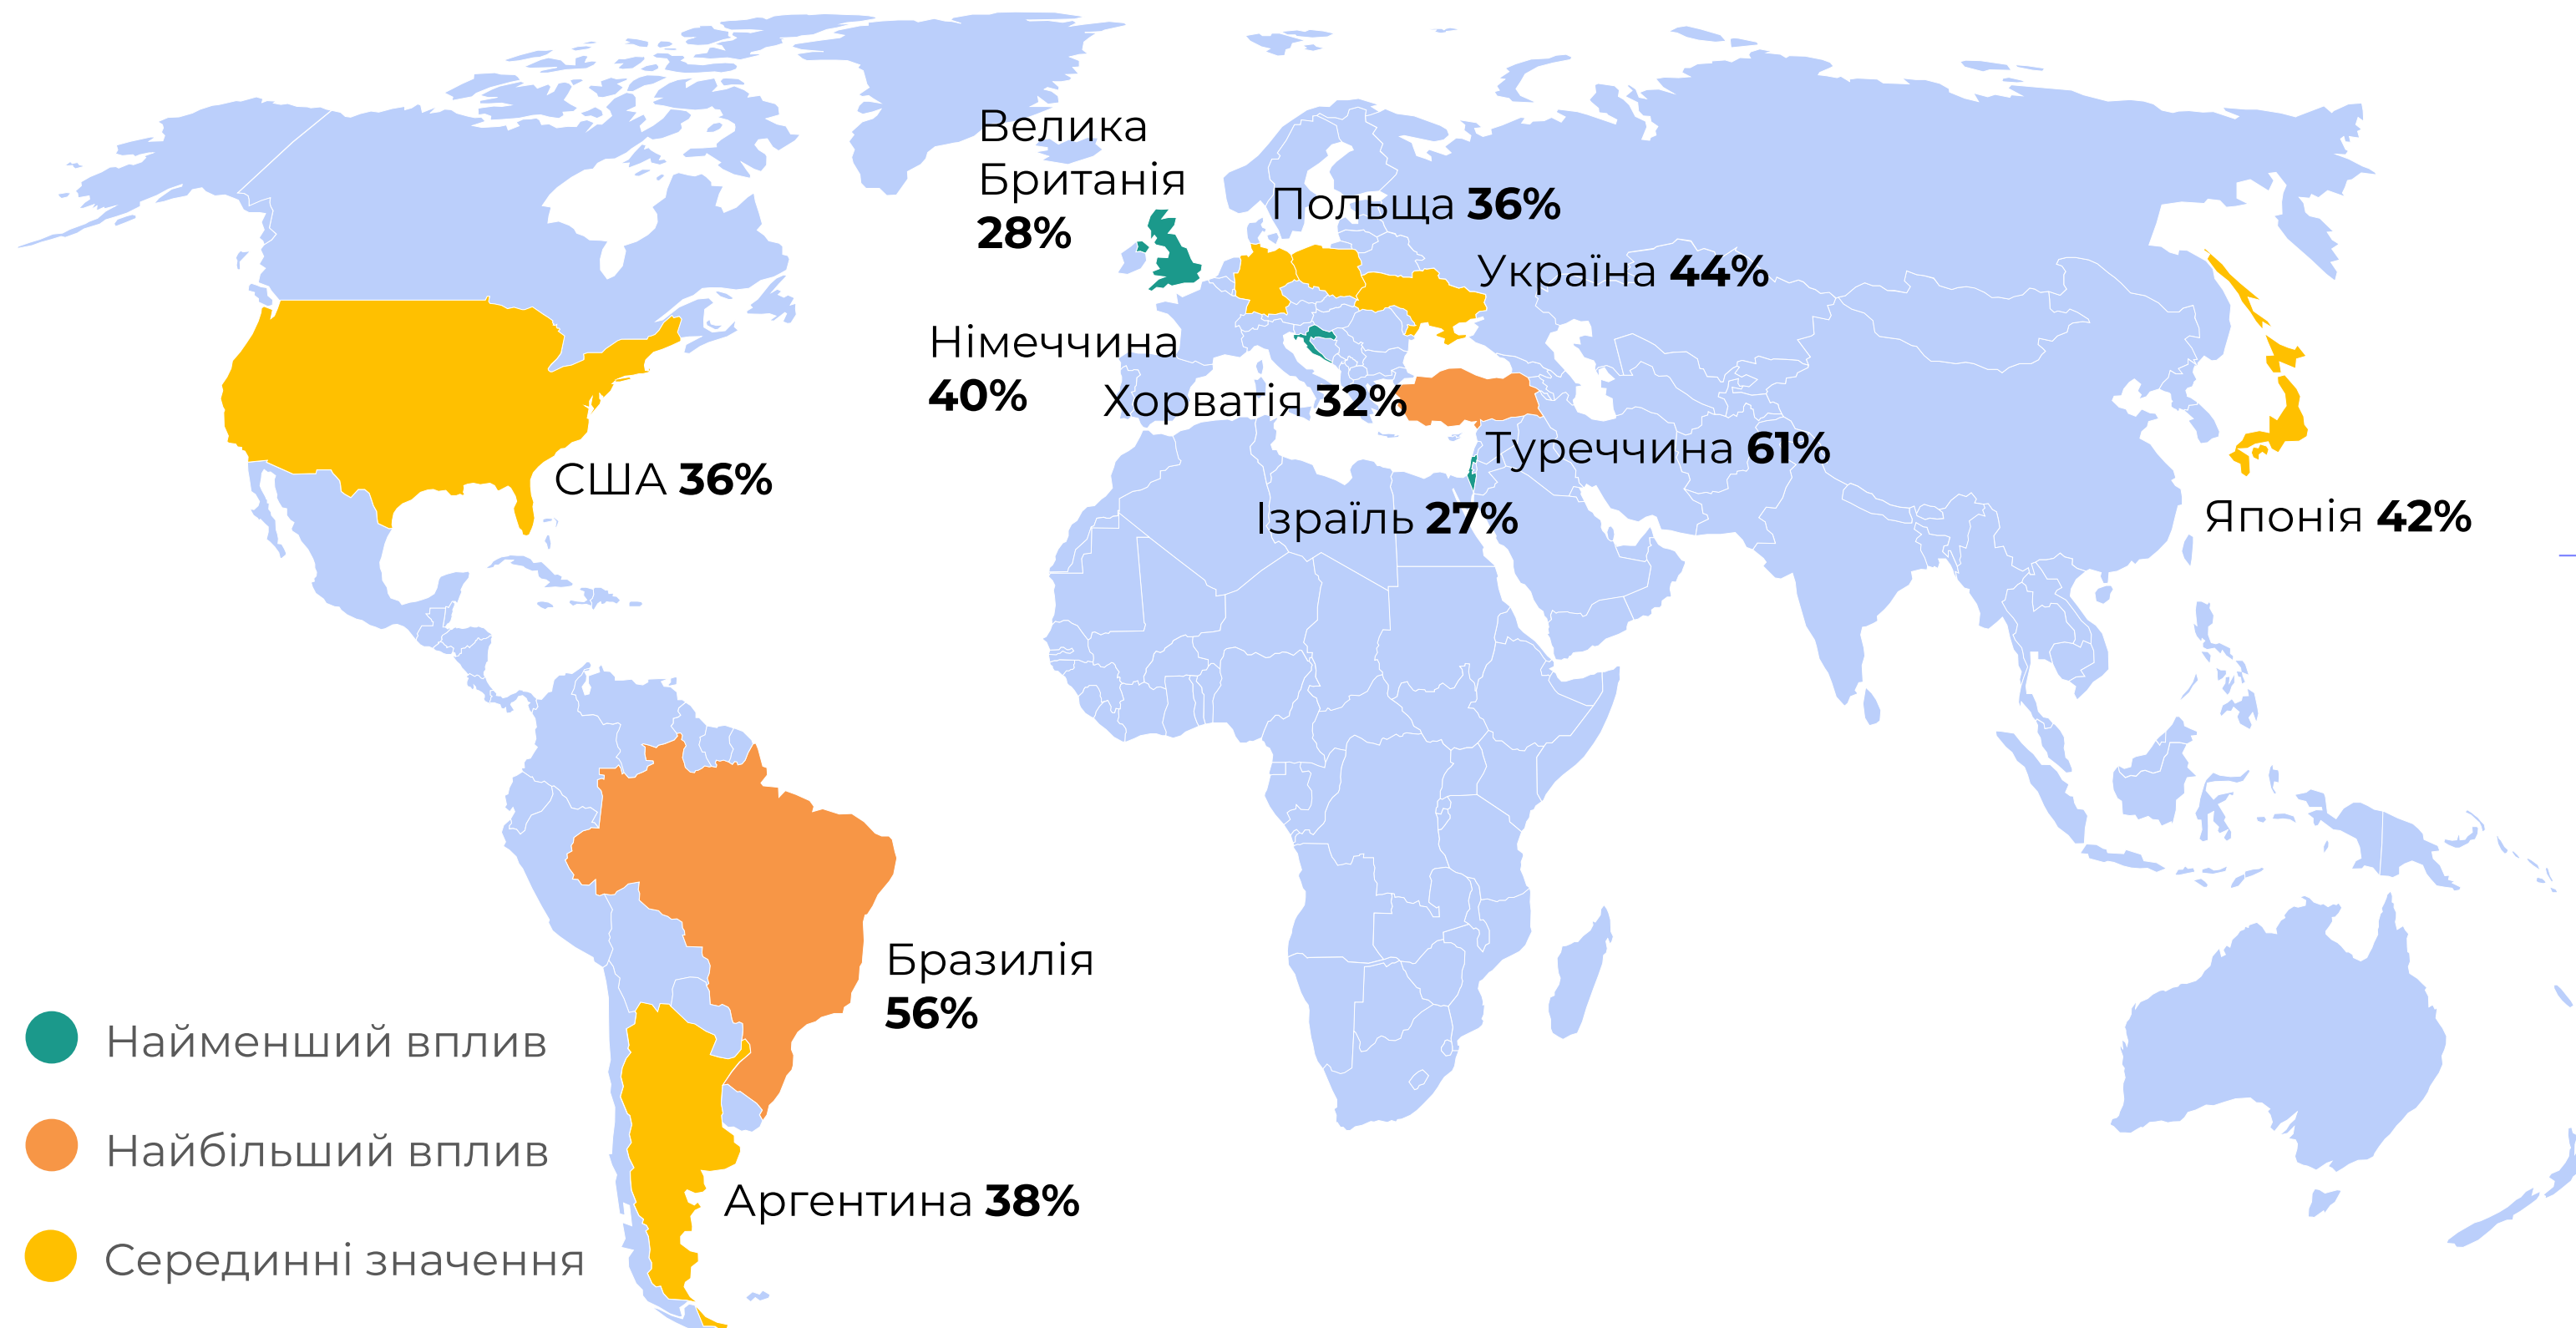 Велика
Британія
28%
Польща 36%
Україна 44%
Німеччина
40%
Хорватія 32%
Туреччина 61%
США 36%
Ізраїль 27%
Японія 42%
Бразилія
56%
Аргентина 38%
Найменший вплив
Найбільший вплив
Серединні значення